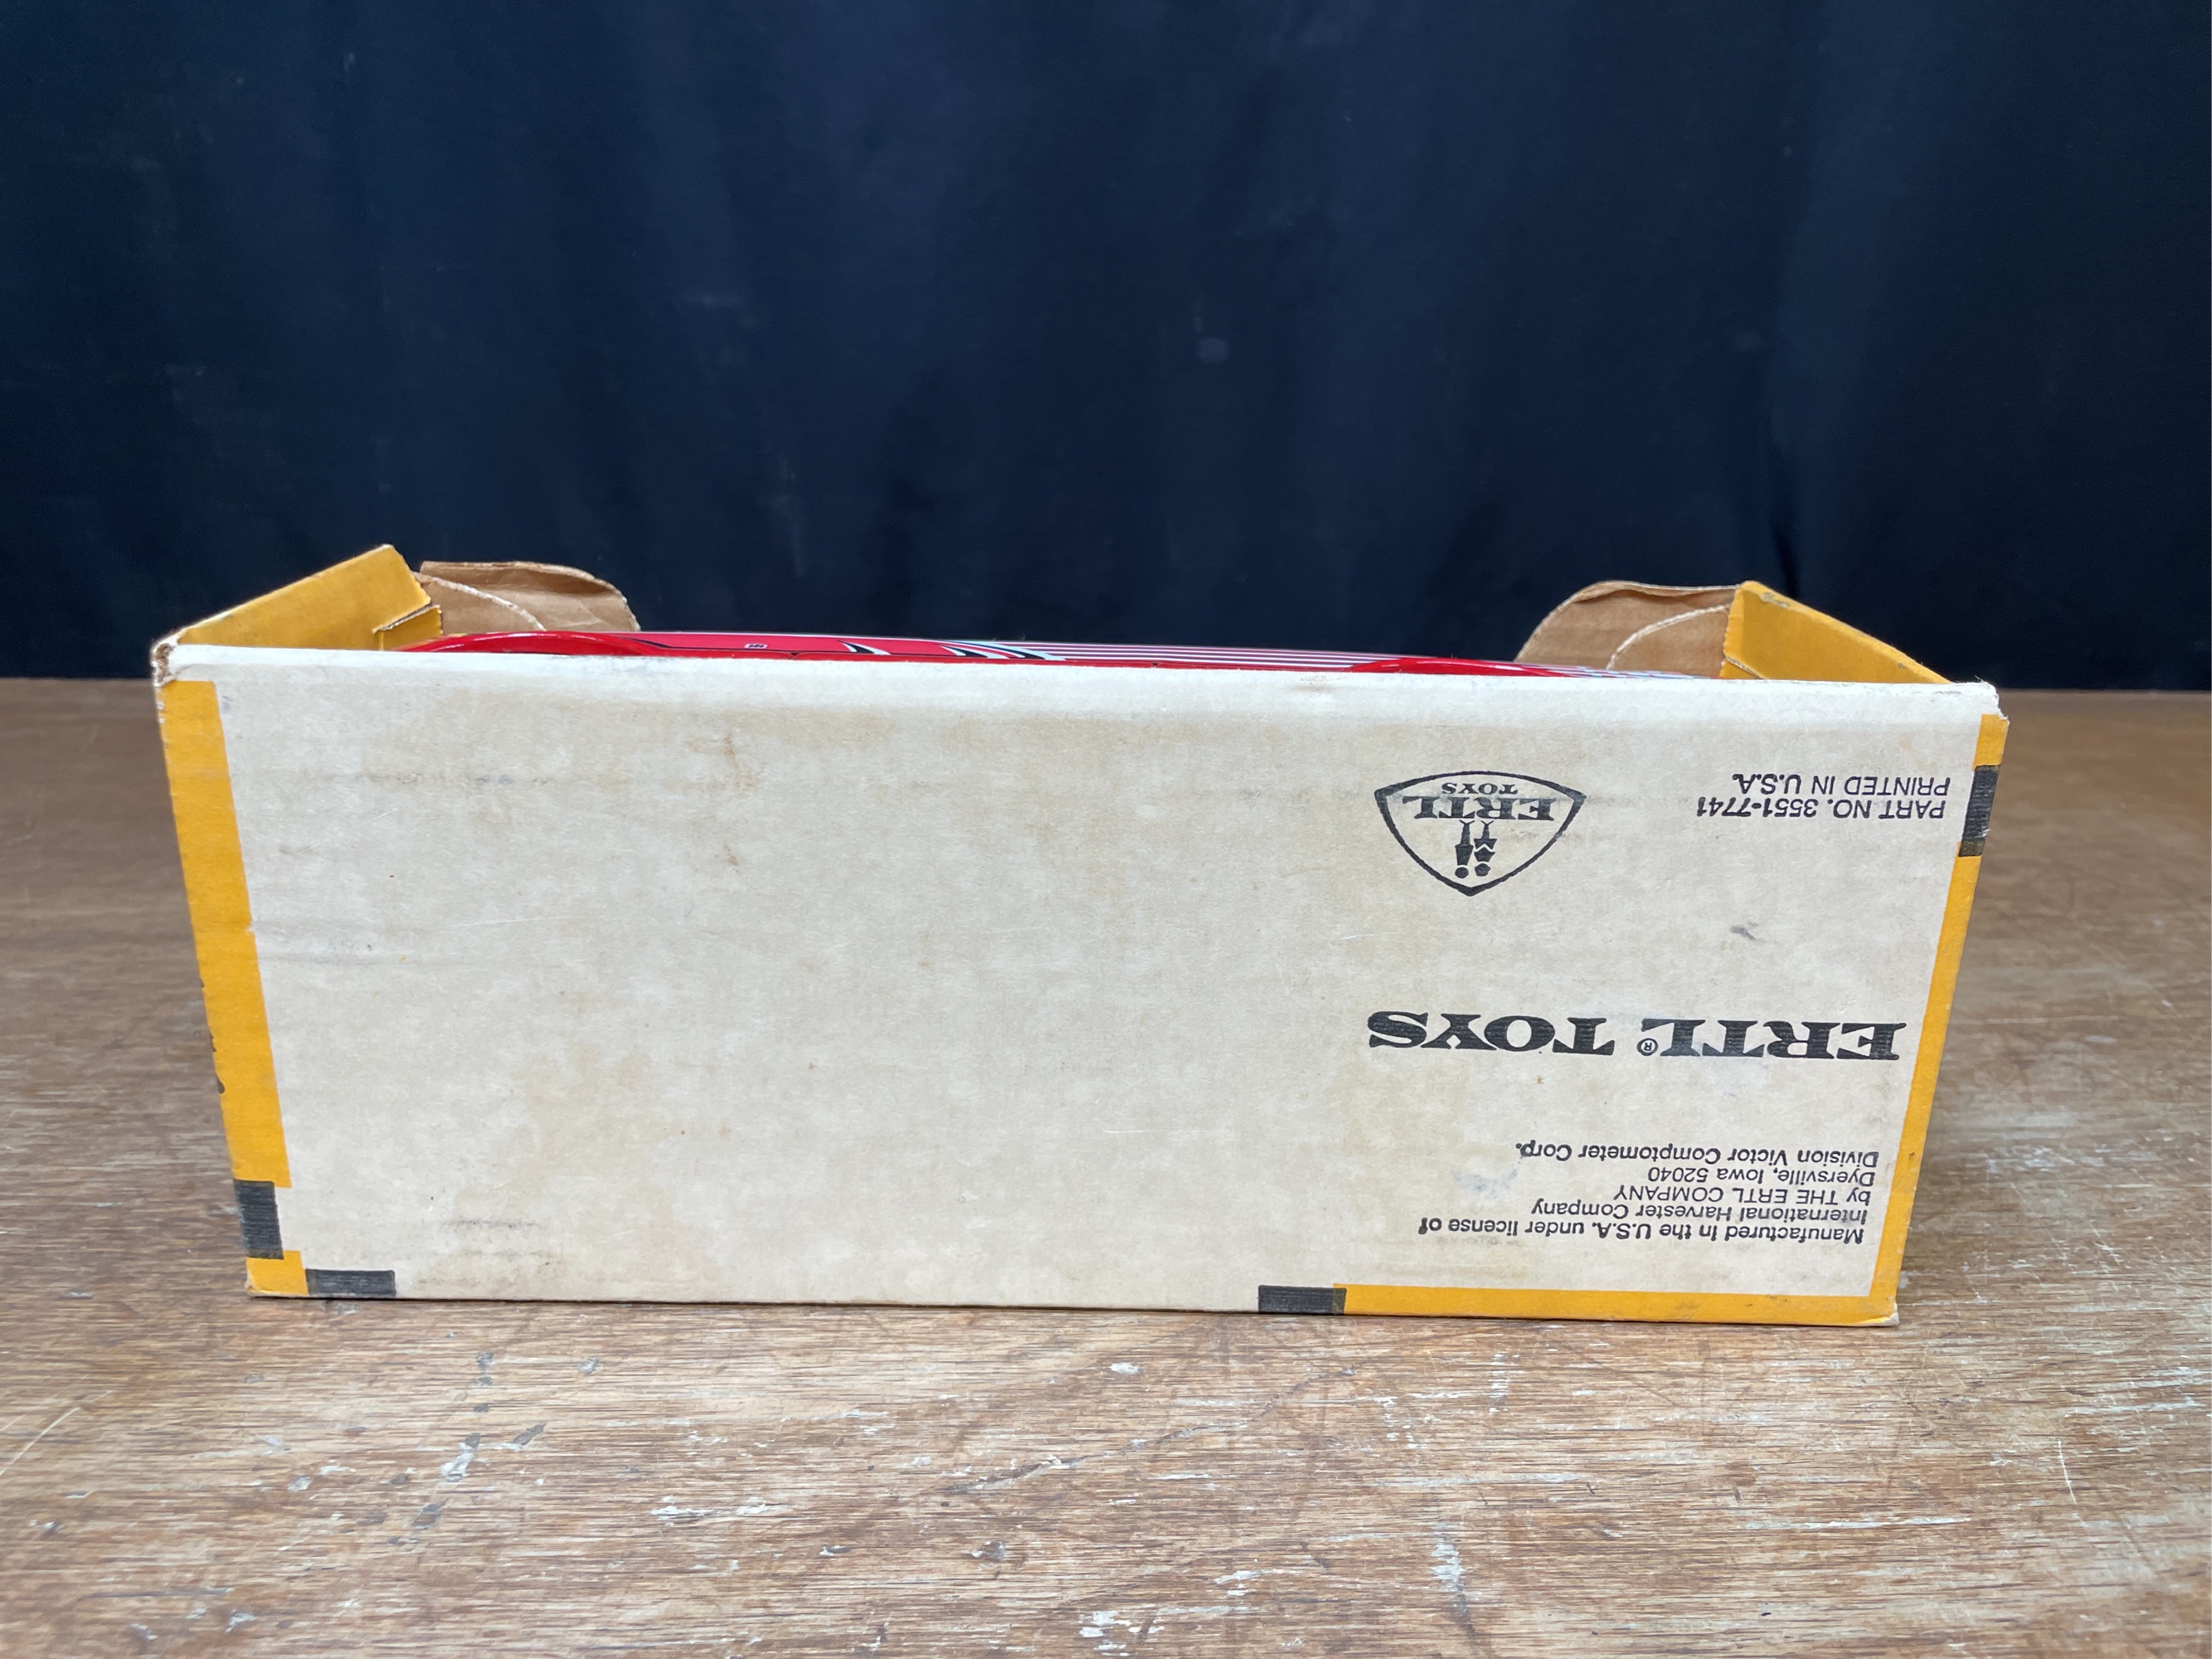 Manufactured in the U.S.A. under license of
International Harvester Company
by THE ERTL COMPANY
Dyersville, Iowa 52040
Division Victor Comptometer Corp.
ERTL® TOYS
ERTL
TOYS
PART NO. 3551-7741
PRINTED IN U.S.A.